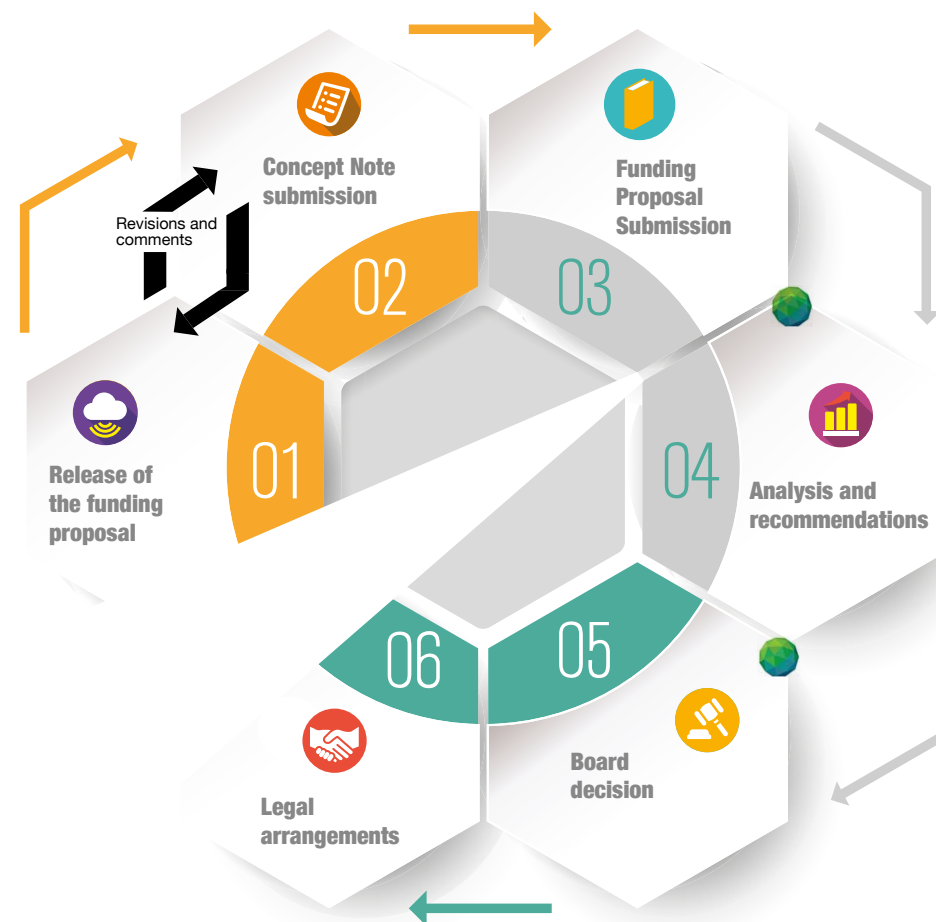 Concept Note
submission
Funding
Proposal
Submission
Revisions and
comments
02
03
Release of
the funding
proposal
01
04
Analysis and
recommendations
06
05
Board
decision
Legal
arrangements